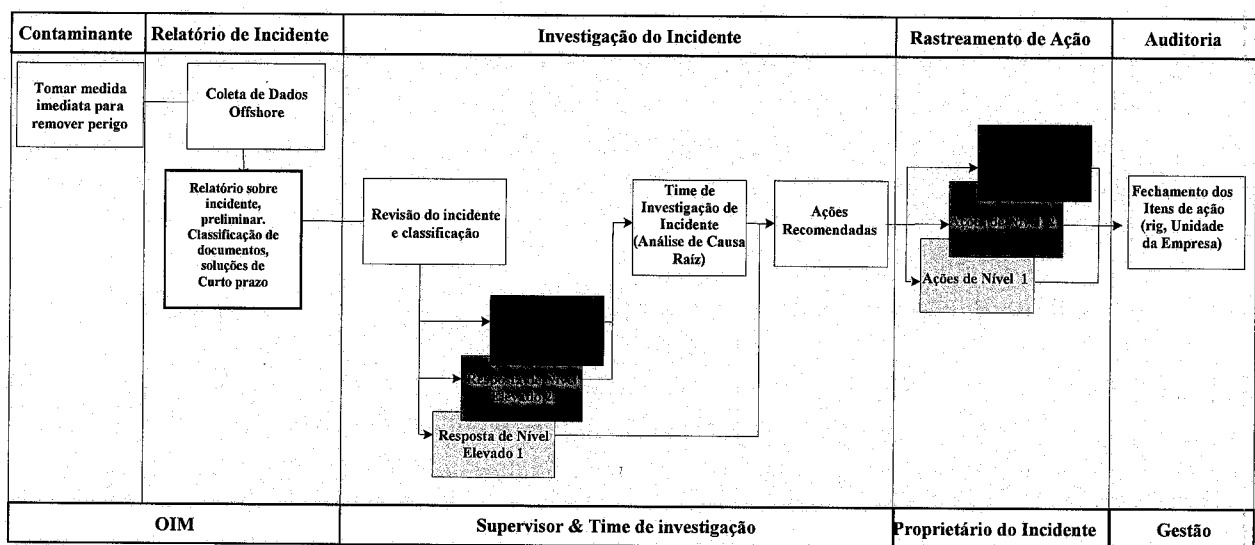 Contaminante
Relatório de Incidente
Investigação do Incidente
Rastreamento de Ação
Auditoria
Tomar medida
imediata para
remover perigo
Coleta de Dados
Offshore
Relatório sobre
incidente,
preliminar.
Classificação de
documentos,
soluções de
Curto prazo
Revisão do incidente
e classificação
Resposta de Nível
Elevado 2
Resposta de Nível
Elevado 1
Time de
Investigação de
Incidente
(Análise de Causa
Raíz)
Ações
Recomendadas
Ações de Nível 2
Ações de Nível 1
Fechamento dos
Itens de ação
(rig, Unidade
da Empresa)
OIM
Supervisor & Time de investigação
Proprietário do Incidente
Gestão